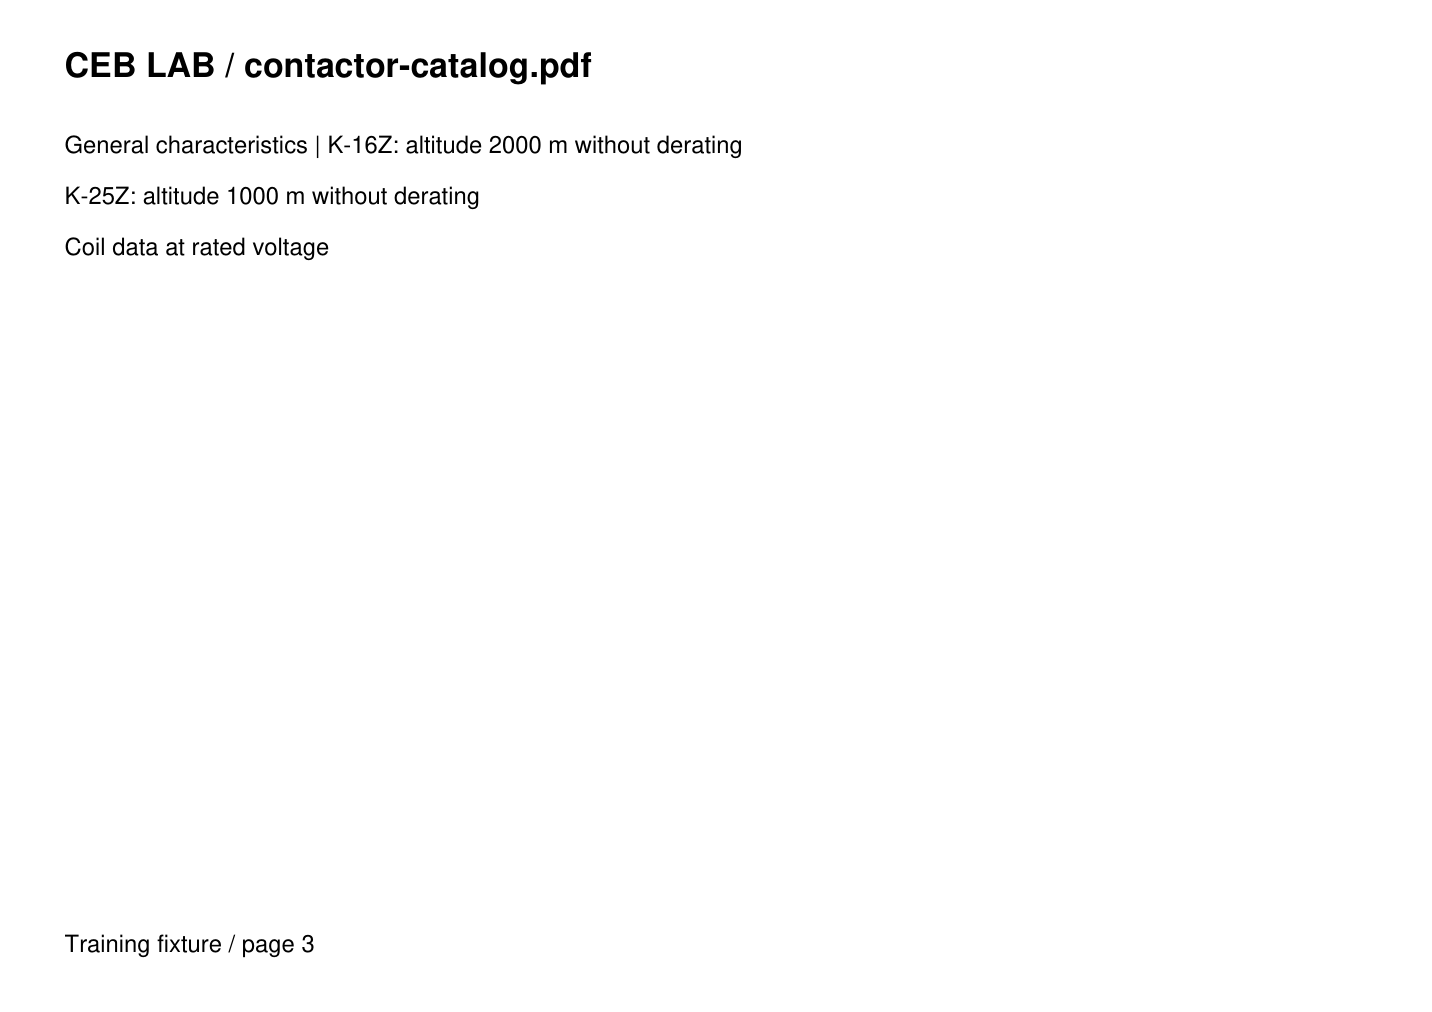 CEB LAB / contactor-catalog.pdf
General characteristics | K-16Z: altitude 2000 m without derating
K-25Z: altitude 1000 m without derating
Coil data at rated voltage
Training fixture / page 3